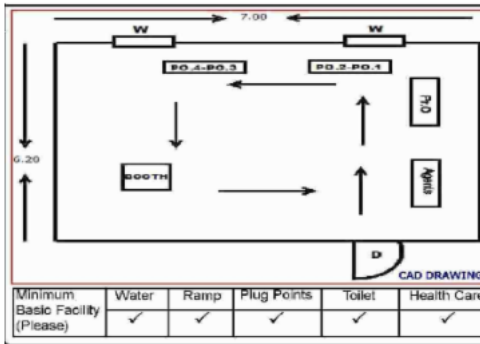 7.00
W
W
PO.4-PO.3
PO.2-PO.1
PrO
6.20
BOOTH
Agents
D
CAD DRAWING
Minimum Basic Facility (Please)
Water
Ramp
Plug Points
Toilet
Health Care
✓
✓
✓
✓
✓